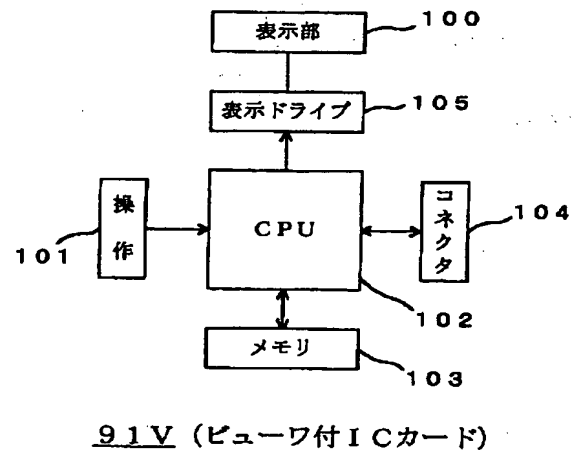 表示部
100
表示ドライブ
105
操作
101
CPU
102
コネクタ
104
メモリ
103
91V (ビューワ付ICカード)